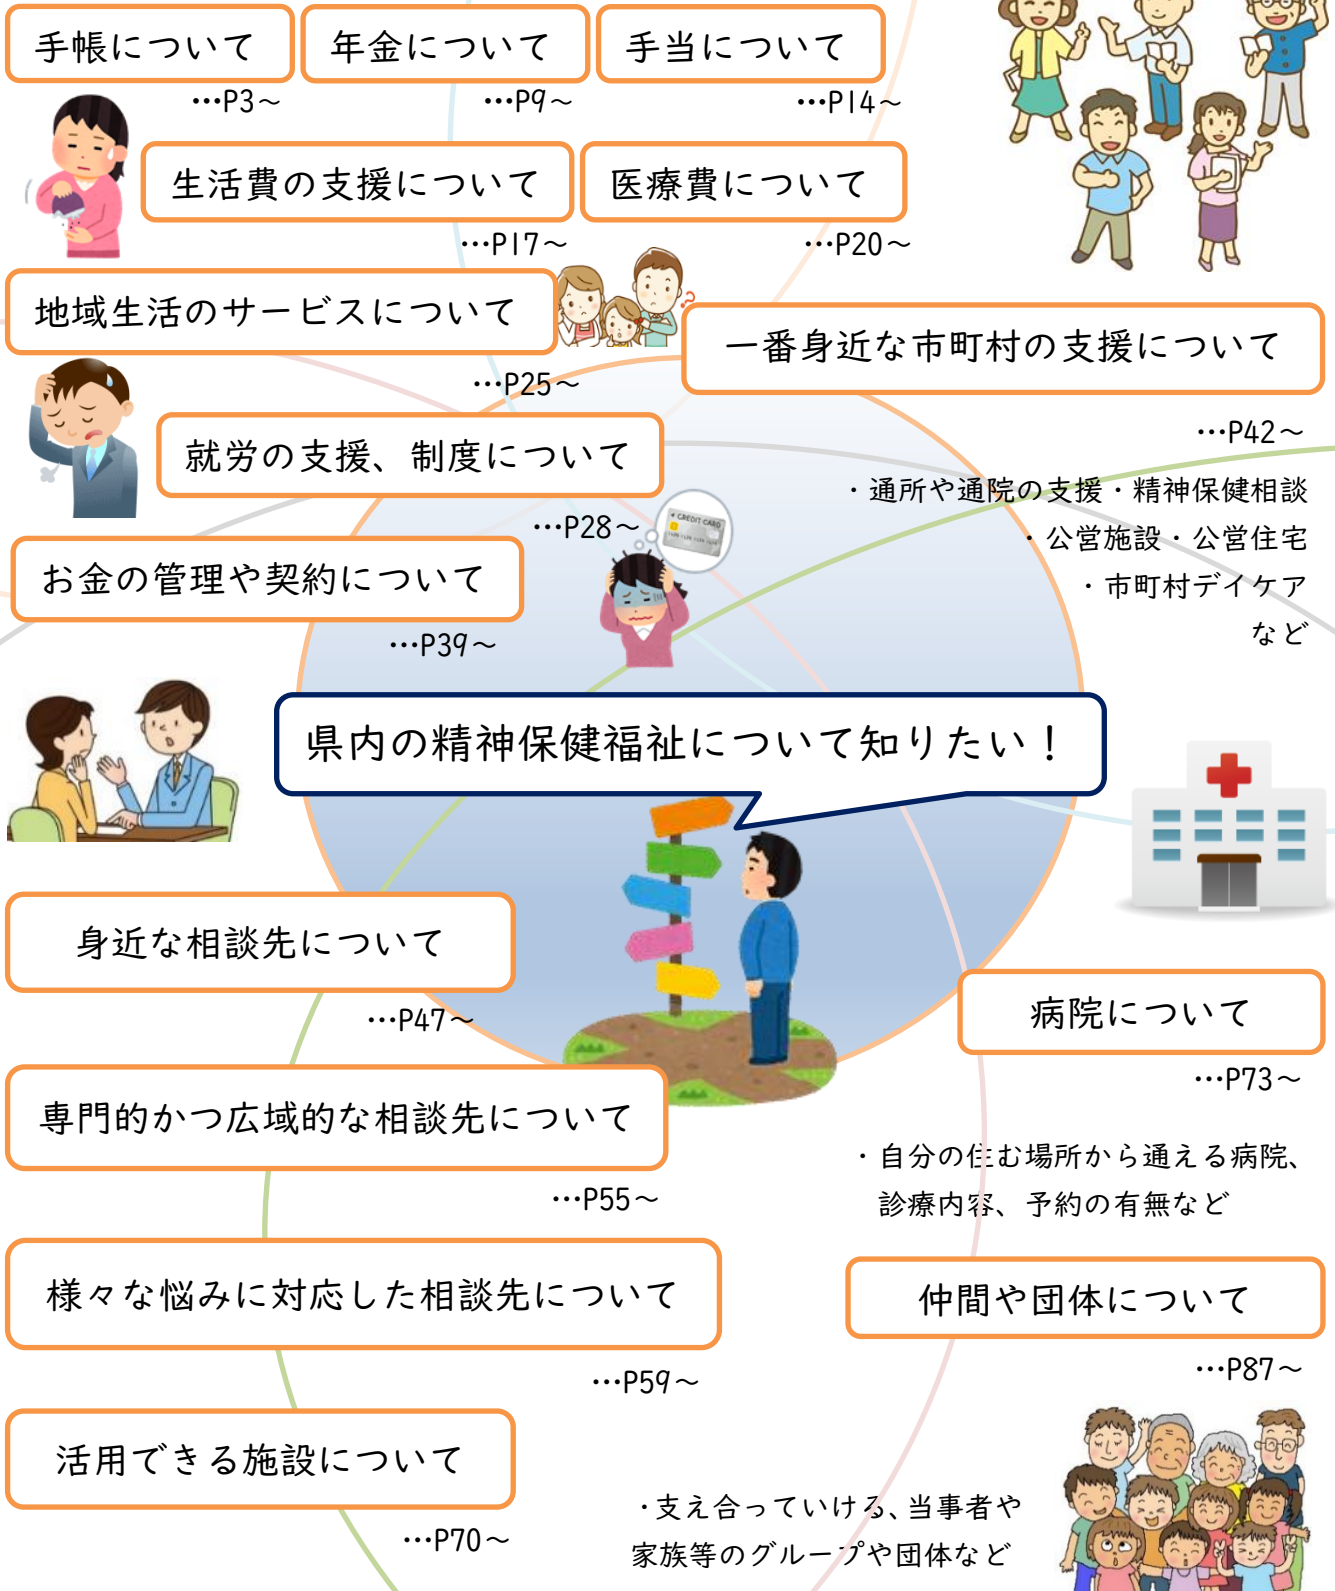 手帳について
…P3～
年金について
…P9～
手当について
…P14～
生活費の支援について
…P17～
医療費について
…P20～
地域生活のサービスについて
…P25～
一番身近な市町村の支援について
…P42～
・通所や通院の支援・精神保健相談
・公営施設・公営住宅
・市町村デイケア
など
就労の支援、制度について
…P28～
CREDIT CARD
お金の管理や契約について
…P39～
県内の精神保健福祉について知りたい！
身近な相談先について
…P47～
病院について
…P73～
・自分の住む場所から通える病院、
診療内容、予約の有無など
専門的かつ広域的な相談先について
…P55～
様々な悩みに対応した相談先について
…P59～
仲間や団体について
…P87～
・支え合っていける、当事者や
家族等のグループや団体など
活用できる施設について
…P70～